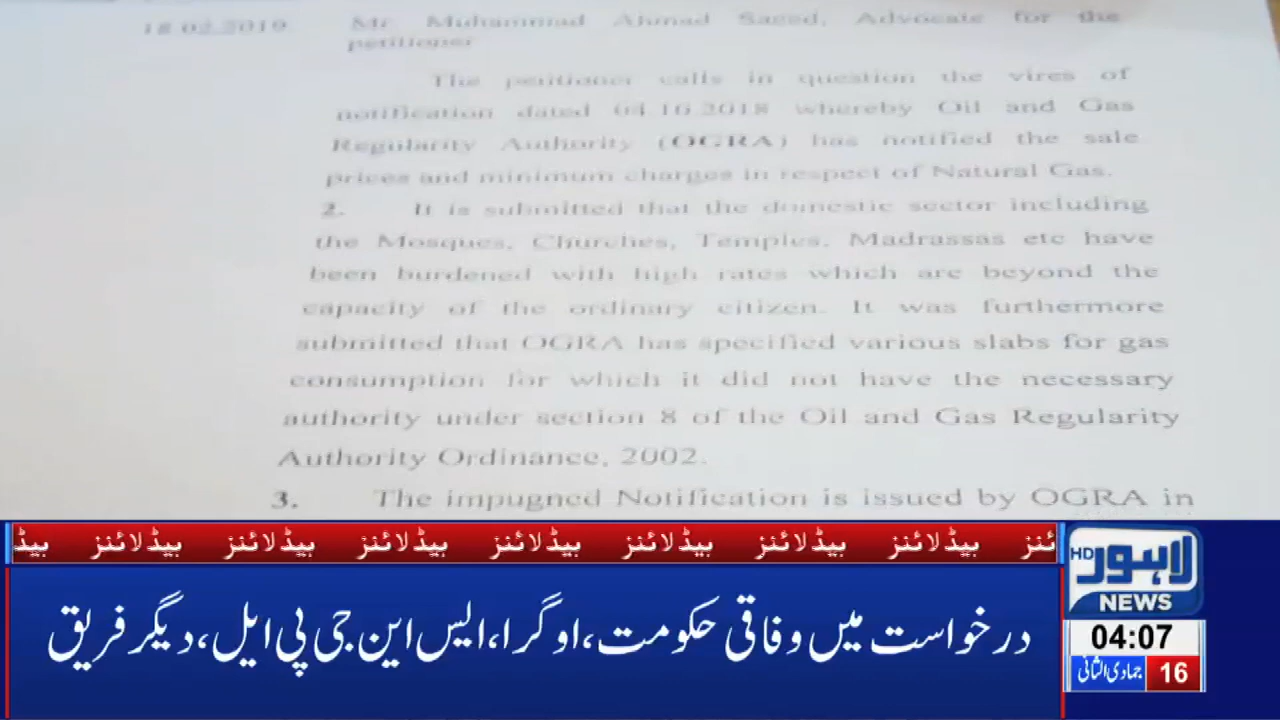 18.02.2019 Mr. Muhammad Ahmad Saeed, Advocate for the
petitioner
The petitioner calls in question the vires of
notification dated 04.10.2018 whereby Oil and Gas
Regularity Authority (OGRA) has notified the sale
prices and minimum charges in respect of Natural Gas.
2. It is submitted that the domestic sector including
the Mosques, Churches, Temples, Madrassas etc have
been burdened with high rates which are beyond the
capacity of the ordinary citizen. It was furthermore
submitted that OGRA has specified various slabs for gas
consumption for which it did not have the necessary
authority under section 8 of the Oil and Gas Regularity
Authority Ordinance, 2002.
3. The impugned Notification is issued by OGRA in
ئنز ہیڈلائنز ہیڈلائنز ہیڈلائنز ہیڈلائنز ہیڈلائنز ہیڈلائنز ہیڈلائنز ہیڈ
درخواست میں وفاقی حکومت،اوگرا،ایس این جی پی ایل،دیگر فریق
لاہور HD
NEWS
04:07
16 جمادی الثانی